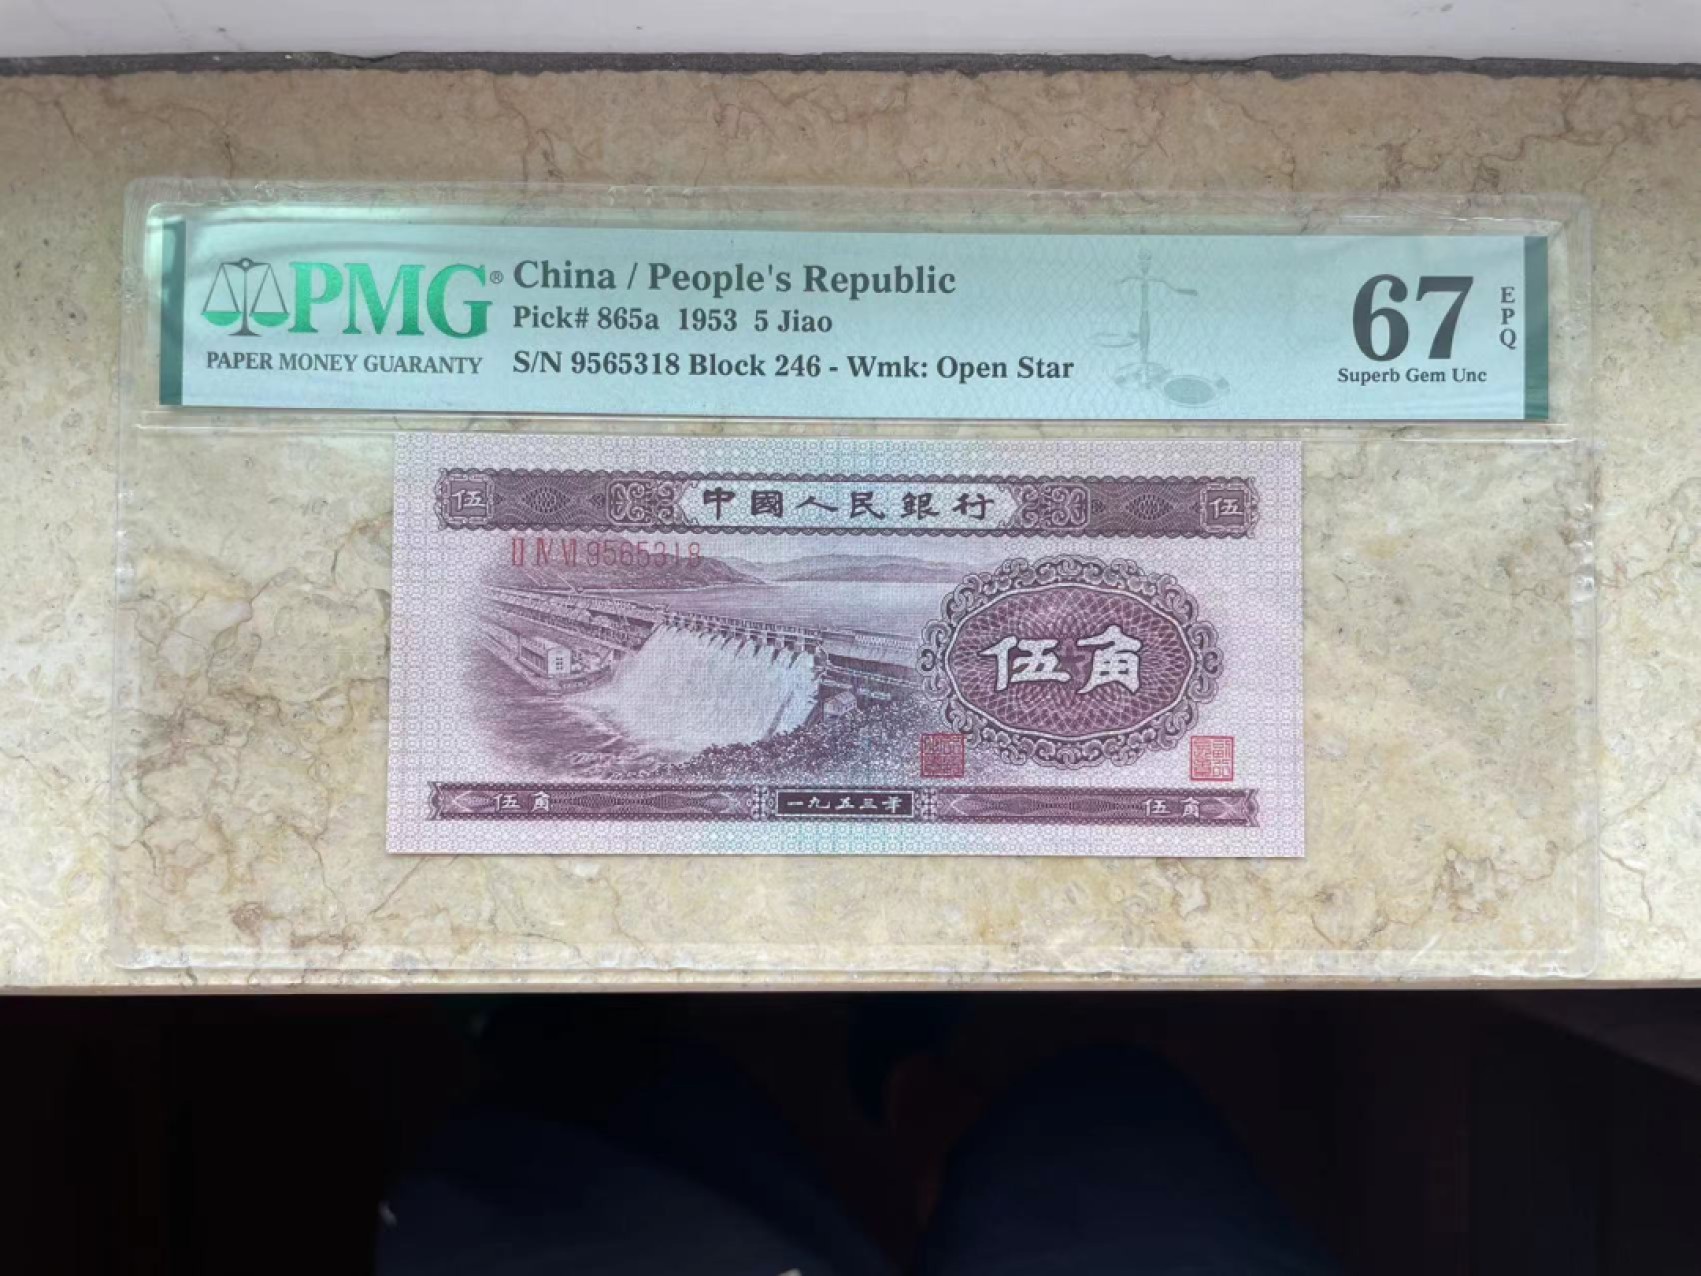 PMG®
PAPER MONEY GUARANTY
China / People's Republic
Pick# 865a 1953 5 Jiao
S/N 9565318 Block 246 - Wmk: Open Star
67
EPQ
Superb Gem Unc
伍 中國人民銀行 伍
II IV VI 9565318
伍角
伍角 一九五三年 伍角